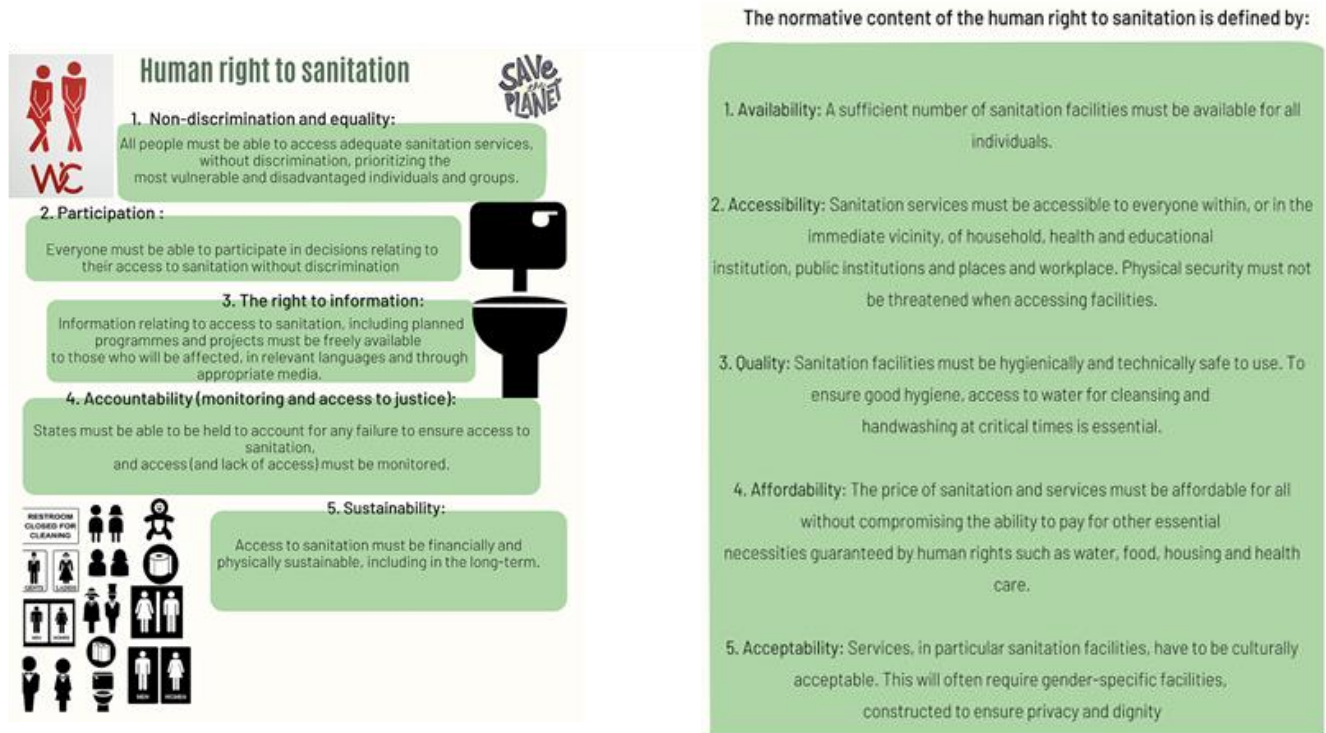 Human right to sanitation
SAVE
the
PLANET
WC
1. Non-discrimination and equality:
All people must be able to access adequate sanitation services,
without discrimination, prioritizing the
most vulnerable and disadvantaged individuals and groups.
2. Participation :
Everyone must be able to participate in decisions relating to
their access to sanitation without discrimination
3. The right to information:
Information relating to access to sanitation, including planned
programmes and projects must be freely available
to those who will be affected, in relevant languages and through
appropriate media.
4. Accountability (monitoring and access to justice):
States must be able to be held to account for any failure to ensure access to
sanitation,
and access (and lack of access) must be monitored.
5. Sustainability:
Access to sanitation must be financially and
physically sustainable, including in the long-term.
RESTROOM
CLOSED FOR
CLEANING
GENTS
LADIES
MEN
WOMEN
MEN
WOMEN
The normative content of the human right to sanitation is defined by:
1. Availability: A sufficient number of sanitation facilities must be available for all
individuals.
2. Accessibility: Sanitation services must be accessible to everyone within, or in the
immediate vicinity, of household, health and educational
institution, public institutions and places and workplace. Physical security must not
be threatened when accessing facilities.
3. Quality: Sanitation facilities must be hygienically and technically safe to use. To
ensure good hygiene, access to water for cleansing and
handwashing at critical times is essential.
4. Affordability: The price of sanitation and services must be affordable for all
without compromising the ability to pay for other essential
necessities guaranteed by human rights such as water, food, housing and health
care.
5. Acceptability: Services, in particular sanitation facilities, have to be culturally
acceptable. This will often require gender-specific facilities,
constructed to ensure privacy and dignity